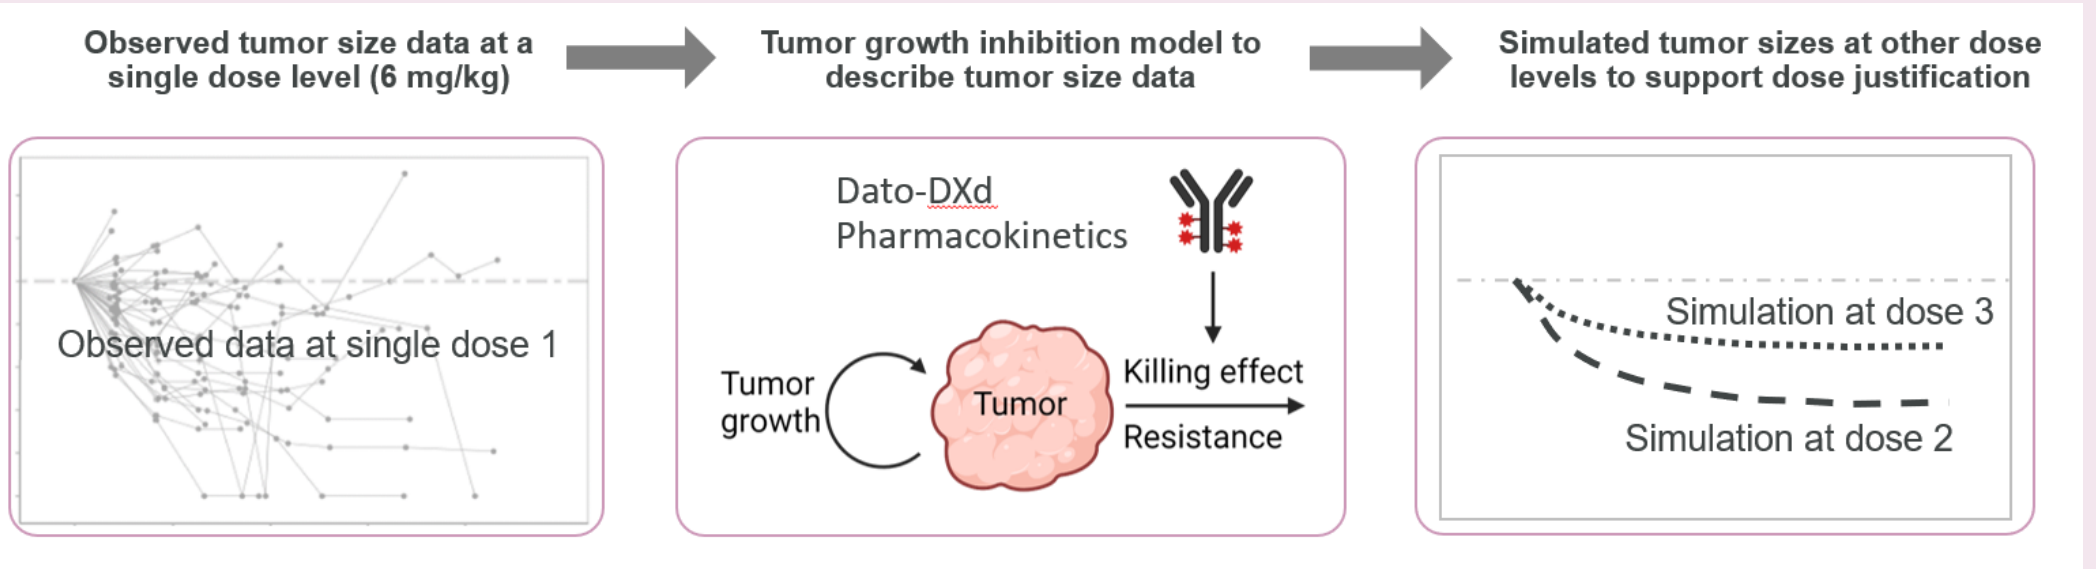 Observed tumor size data at a
single dose level (6 mg/kg)
Tumor growth inhibition model to
describe tumor size data
Simulated tumor sizes at other dose
levels to support dose justification
Observed data at single dose 1
Dato-DXd
Pharmacokinetics
Tumor
growth
Tumor
Killing effect
Resistance
Simulation at dose 3
Simulation at dose 2